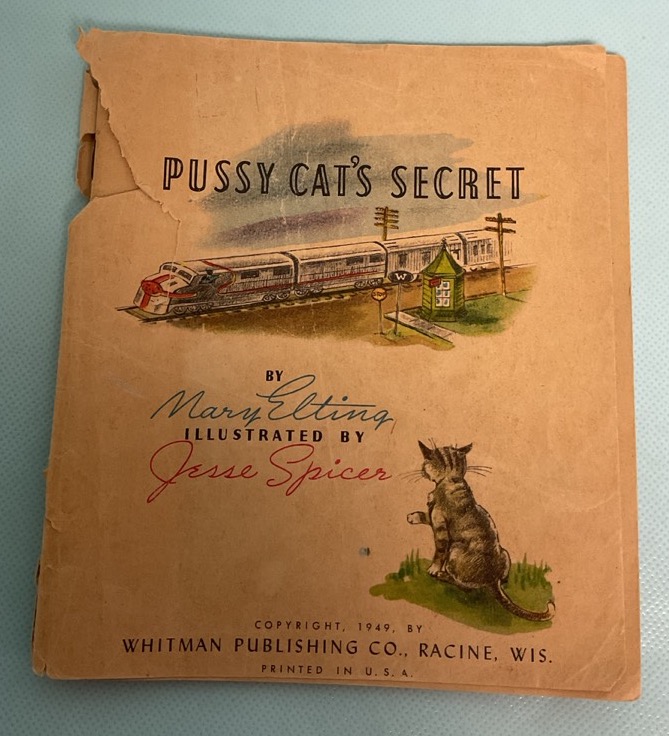 PUSSY CAT'S SECRET
W
BY
Mary Elting
ILLUSTRATED BY
Jesse Spicer
COPYRIGHT, 1949, BY
WHITMAN PUBLISHING CO., RACINE, WIS.
PRINTED IN U.S.A.